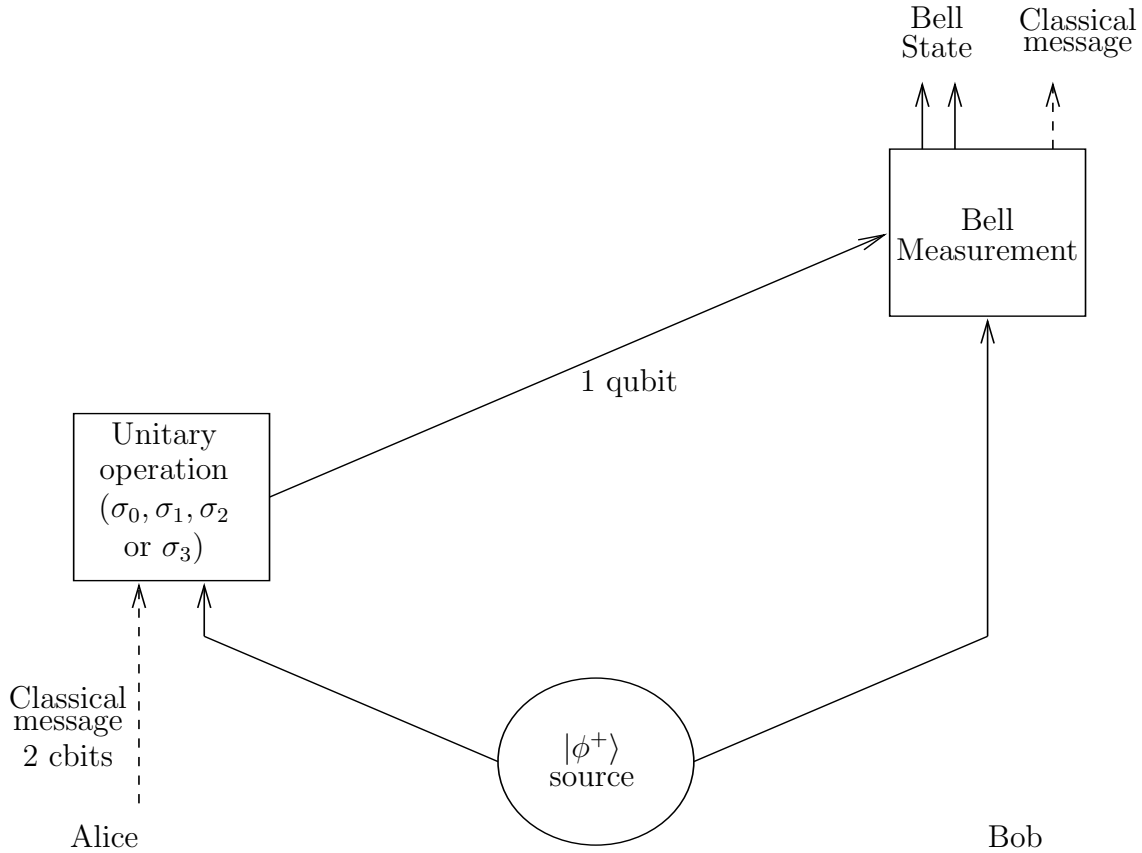 Bell
State
Classical
message
Bell
Measurement
1 qubit
Unitary
operation
(σ₀, σ₁, σ₂
or σ₃)
Classical
message
2 cbits
|ϕ⁺⟩
source
Alice
Bob